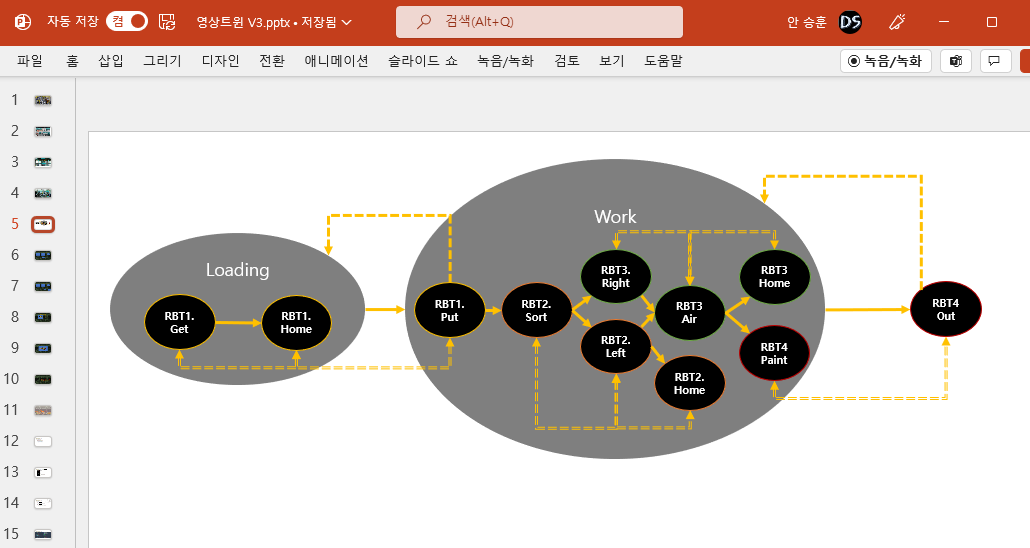 자동 저장 켬 영상트윈 V3.pptx • 저장됨 검색(Alt+Q) 안 승훈 DS
파일 홈 삽입 그리기 디자인 전환 애니메이션 슬라이드 쇼 녹음/녹화 검토 보기 도움말 녹음/녹화
1
2
3
4
5
6
7
8
9
10
11
12
13
14
15
Loading
RBT1.
Get
RBT1.
Home
Work
RBT1.
Put
RBT2.
Sort
RBT3.
Right
RBT2.
Left
RBT3
Air
RBT2.
Home
RBT3
Home
RBT4
Paint
RBT4
Out